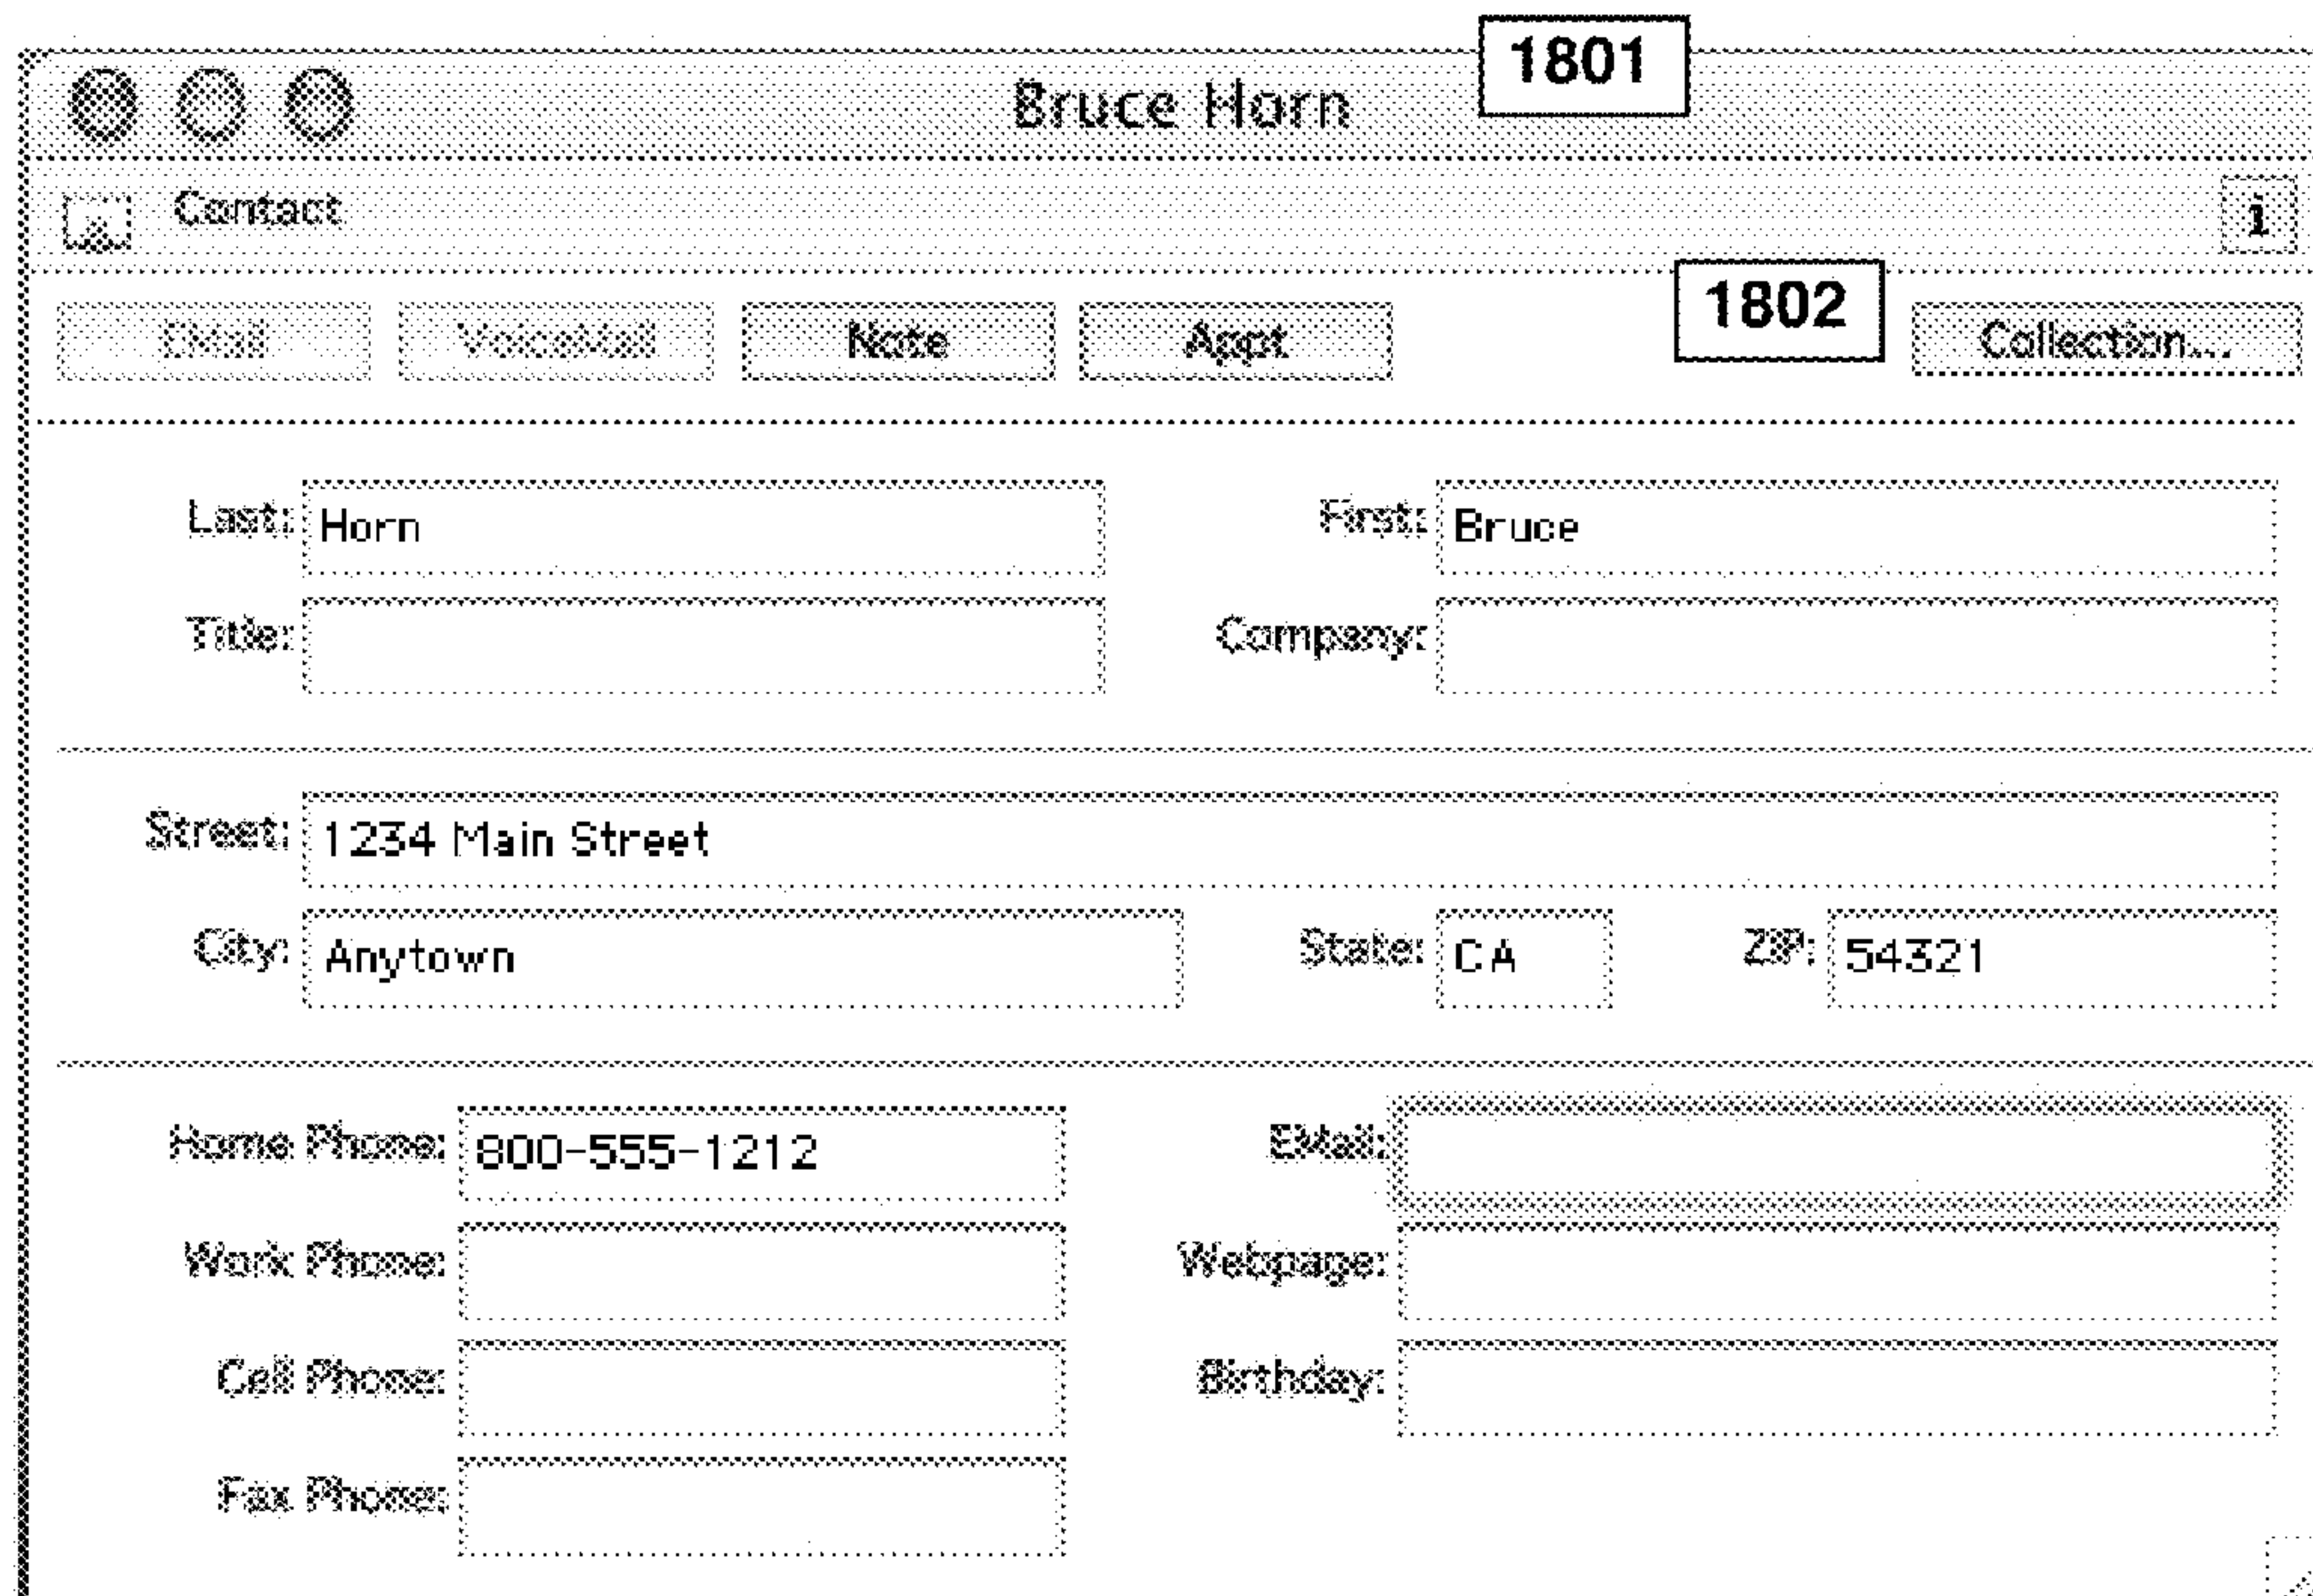 1801
Bruce Horn
Contact
i
1802
EMail VoiceMail Note Appt Collection...
Last: Horn First: Bruce
Title: Company:
Street: 1234 Main Street
City: Anytown State: CA ZIP: 54321
Home Phone: 800-555-1212 EMail:
Work Phone: Webpage:
Cell Phone: Birthday:
Fax Phone: